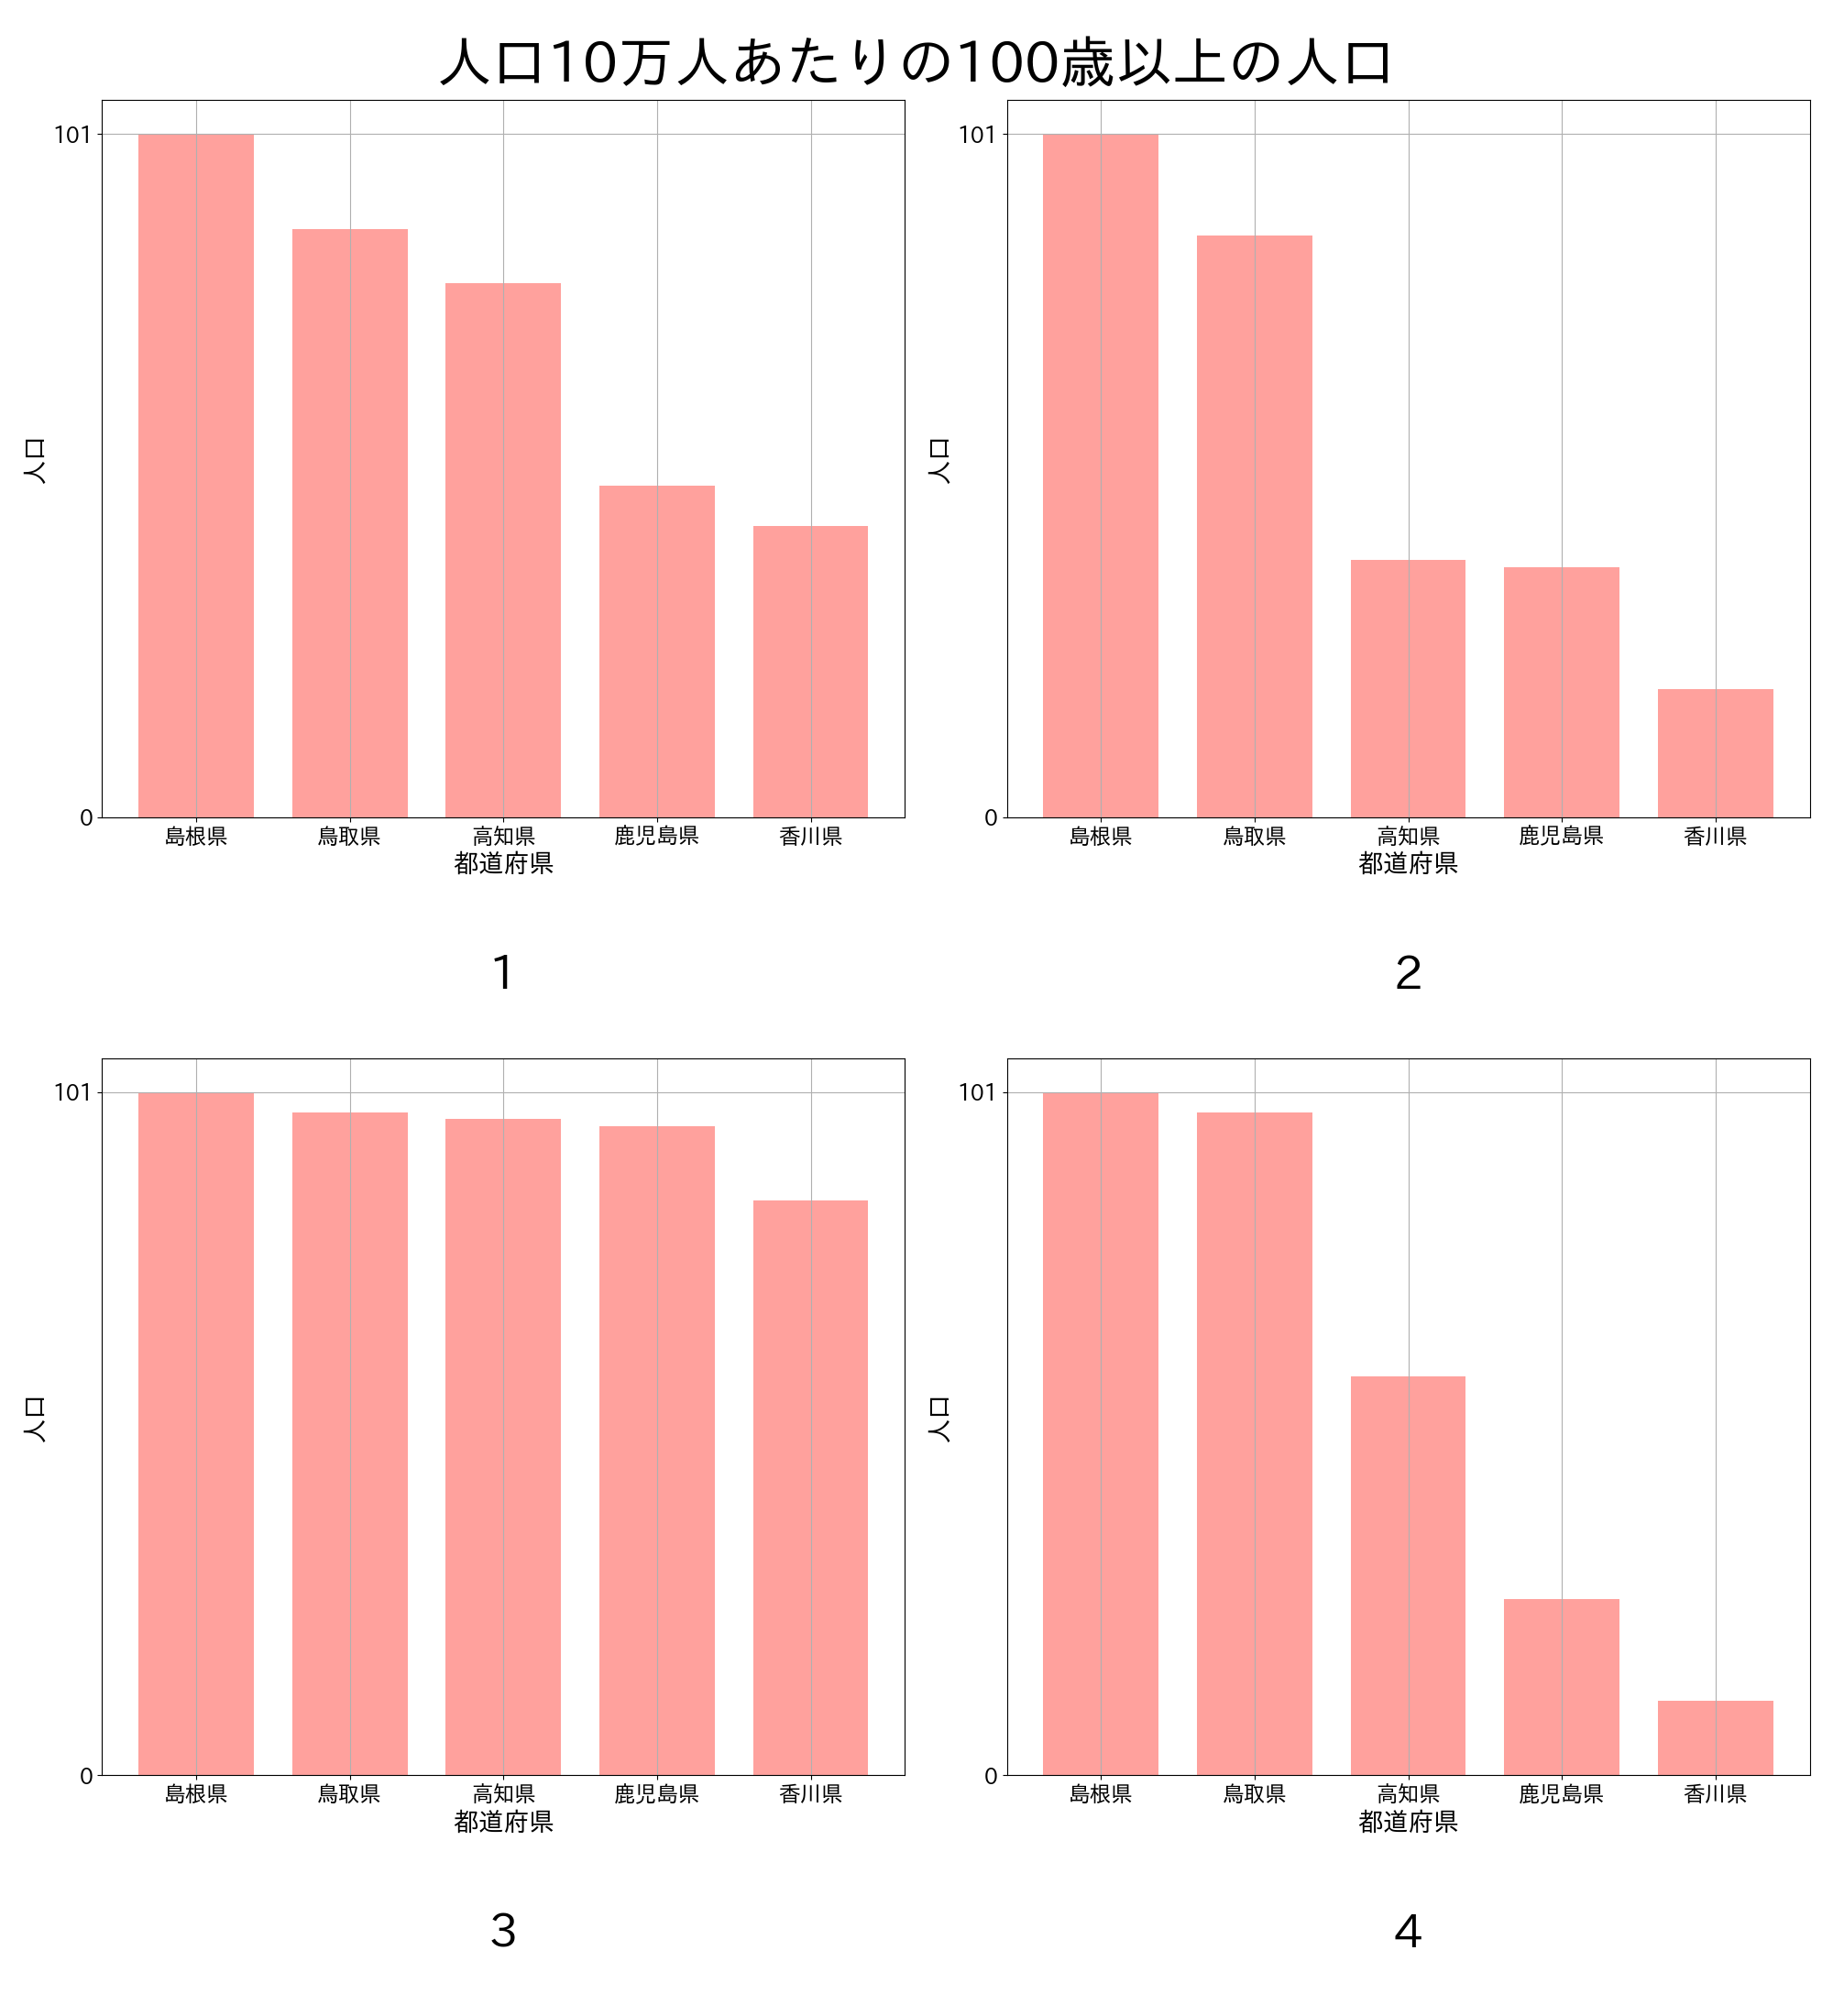 人口10万人あたりの100歳以上の人口
101
0
人口
島根県 鳥取県 高知県 鹿児島県 香川県
都道府県
1
101
0
人口
島根県 鳥取県 高知県 鹿児島県 香川県
都道府県
2
101
0
人口
島根県 鳥取県 高知県 鹿児島県 香川県
都道府県
3
101
0
人口
島根県 鳥取県 高知県 鹿児島県 香川県
都道府県
4